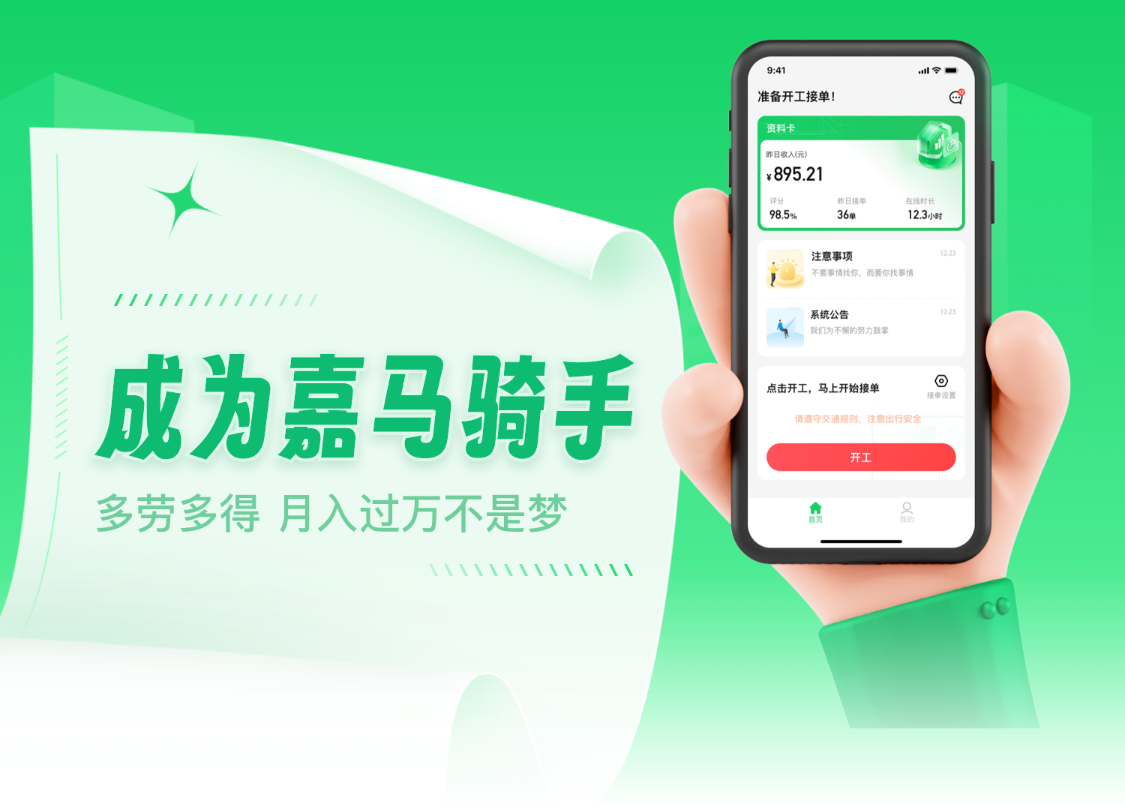 成为嘉马骑手
多劳多得 月入过万不是梦
9:41
准备开工接单!
资料卡
昨日收入(元)
¥895.21
评分 昨日接单 在线时长
98.5% 36单 12.3小时
注意事项 12:23
不要事情找你，而要你找事情
系统公告 12:23
我们为不懈的努力鼓掌
点击开工，马上开始接单
接单设置
请遵守交通规则，注意出行安全
开工
首页 我的